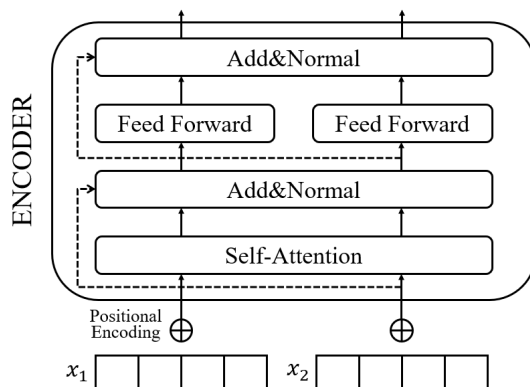 ENCODER
Add&Normal
Feed Forward
Feed Forward
Add&Normal
Self-Attention
Positional
Encoding
x₁
x₂